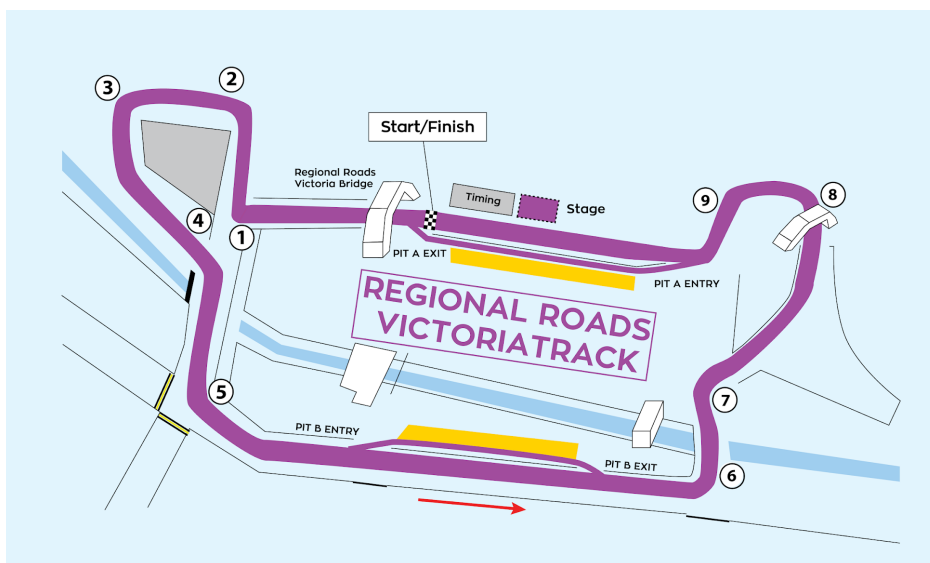 2
3
Start/Finish
Regional Roads
Victoria Bridge
Timing
Stage
9
8
4
1
PIT A EXIT
PIT A ENTRY
REGIONAL ROADS
VICTORIATRACK
5
7
PIT B ENTRY
PIT B EXIT
6